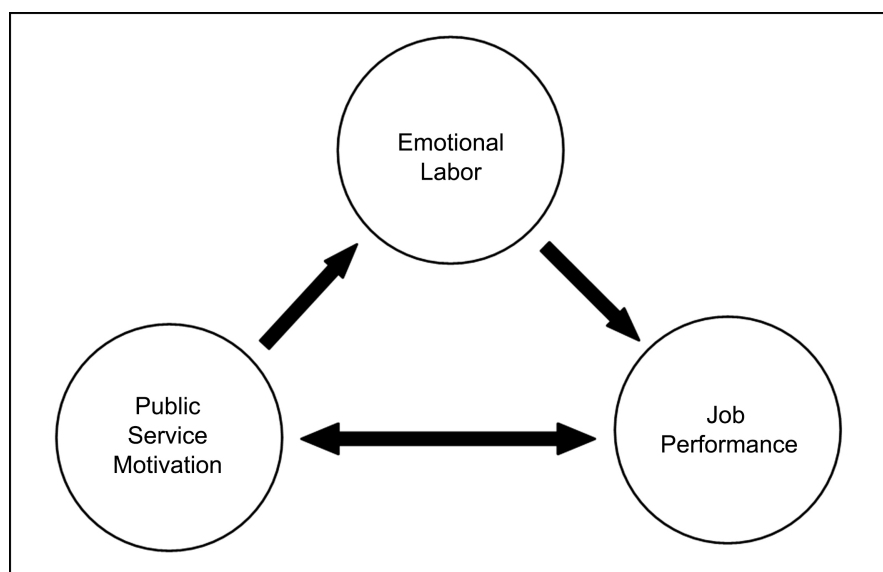 Emotional
Labor
Public
Service
Motivation
Job
Performance